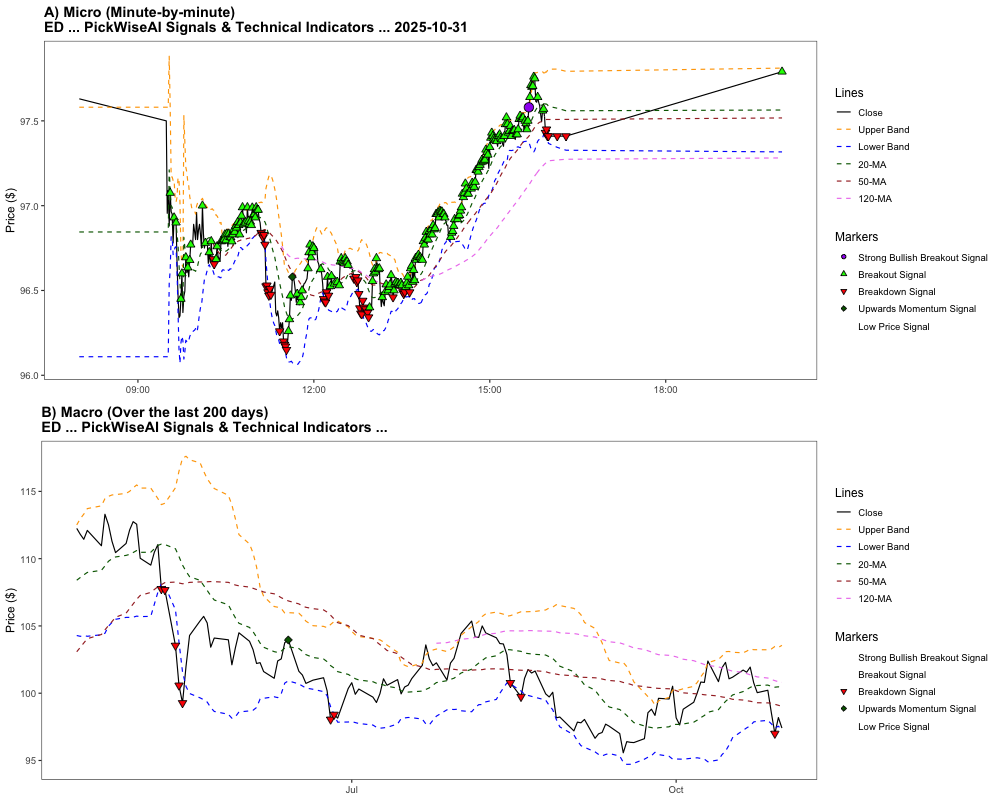 A) Micro (Minute-by-minute)
ED ... PickWiseAI Signals & Technical Indicators ... 2025-10-31
Price ($)
97.5
97.0
96.5
96.0
09:00
12:00
15:00
18:00
Lines
Close
Upper Band
Lower Band
20-MA
50-MA
120-MA
Markers
Strong Bullish Breakout Signal
Breakout Signal
Breakdown Signal
Upwards Momentum Signal
Low Price Signal
B) Macro (Over the last 200 days)
ED ... PickWiseAI Signals & Technical Indicators ...
Price ($)
115
110
105
100
95
Jul
Oct
Lines
Close
Upper Band
Lower Band
20-MA
50-MA
120-MA
Markers
Strong Bullish Breakout Signal
Breakout Signal
Breakdown Signal
Upwards Momentum Signal
Low Price Signal